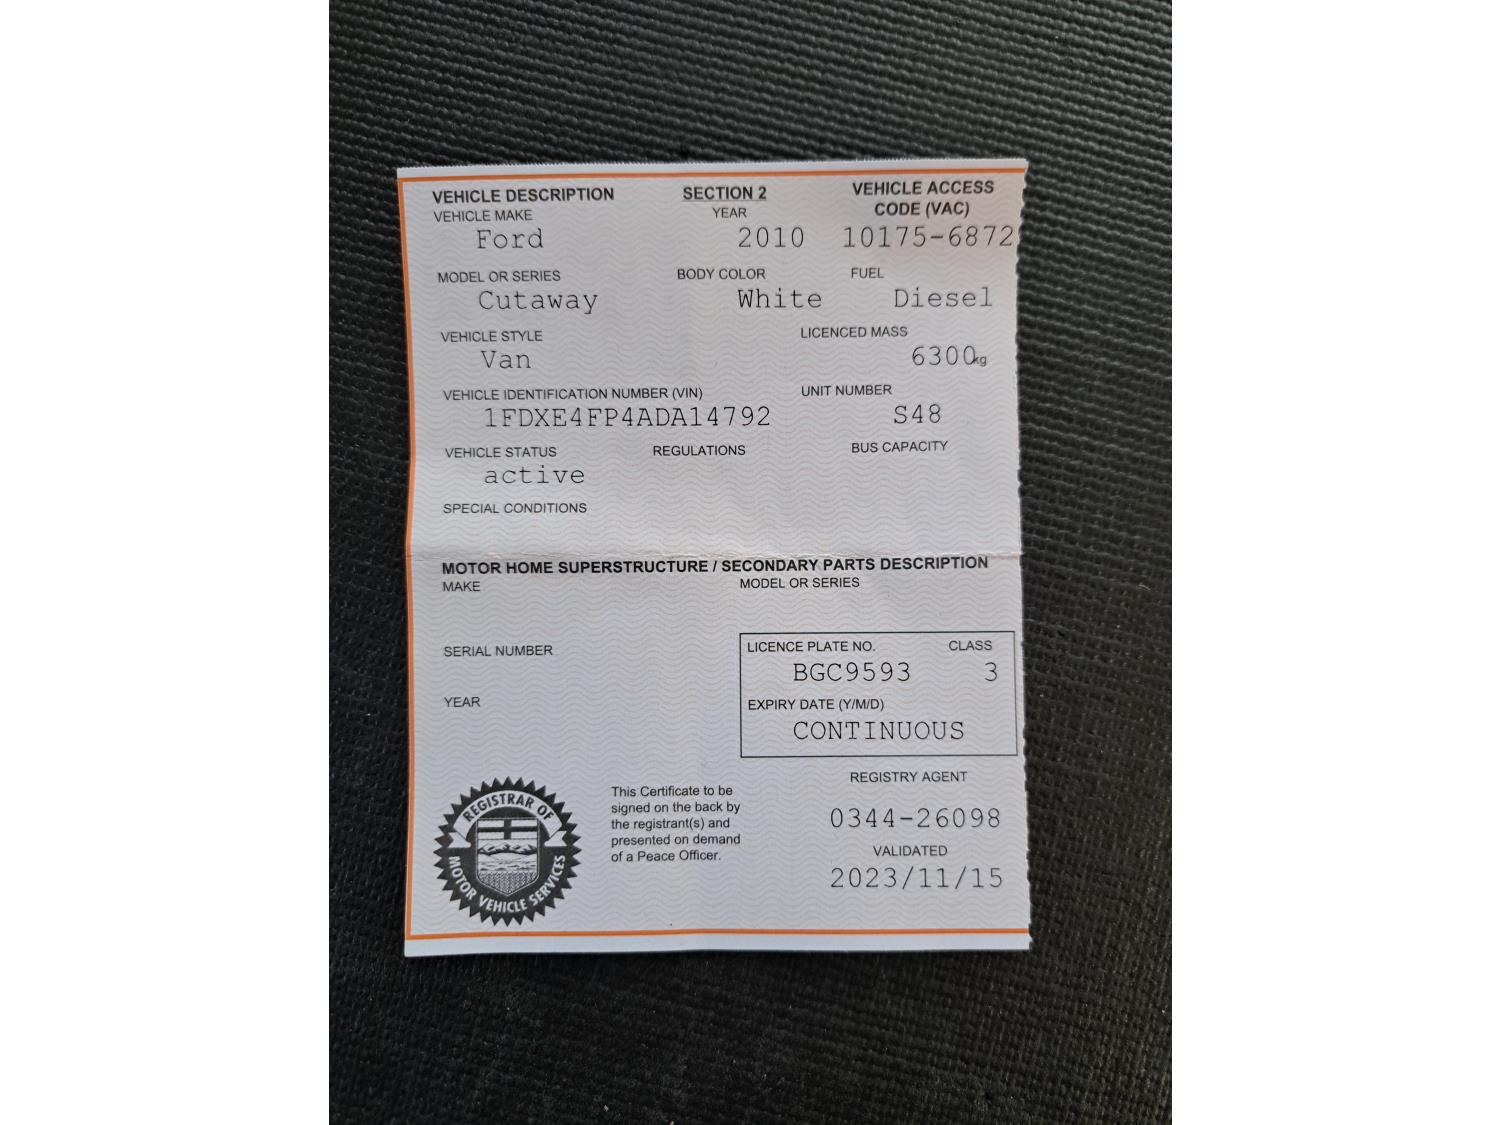 VEHICLE DESCRIPTION SECTION 2 VEHICLE ACCESS
VEHICLE MAKE YEAR CODE (VAC)
Ford 2010 10175-6872
MODEL OR SERIES BODY COLOR FUEL
Cutaway White Diesel
VEHICLE STYLE LICENCED MASS
Van 6300kg
VEHICLE IDENTIFICATION NUMBER (VIN) UNIT NUMBER
1FDXE4FP4ADA14792 S48
VEHICLE STATUS REGULATIONS BUS CAPACITY
active
SPECIAL CONDITIONS
MOTOR HOME SUPERSTRUCTURE / SECONDARY PARTS DESCRIPTION
MAKE MODEL OR SERIES
SERIAL NUMBER
YEAR
LICENCE PLATE NO. CLASS
BGC9593 3
EXPIRY DATE (Y/M/D)
CONTINUOUS
REGISTRAR OF
MOTOR VEHICLE SERVICES
This Certificate to be
signed on the back by
the registrant(s) and
presented on demand
of a Peace Officer.
REGISTRY AGENT
0344-26098
VALIDATED
2023/11/15